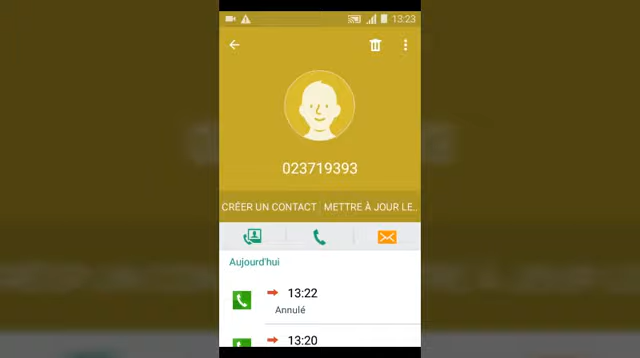 13:23
023719393
CRÉER UN CONTACT METTRE À JOUR LE..
Aujourd'hui
13:22
Annulé
13:20